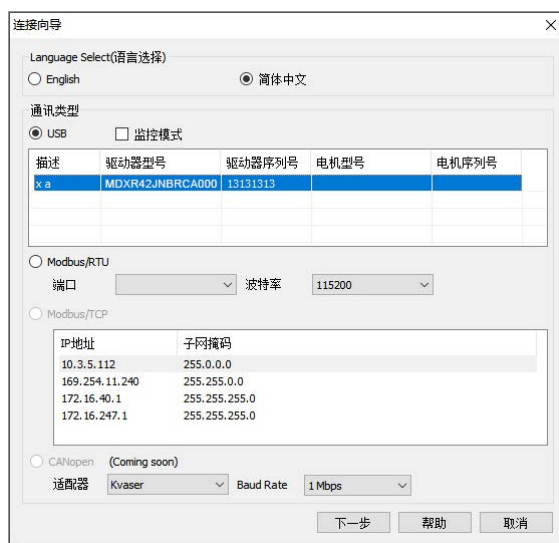 连接向导
Language Select(语言选择)
English 简体中文
通讯类型
USB 监控模式
描述 驱动器型号 驱动器序列号 电机型号 电机序列号
x a MDXR42JNBRCA000 13131313
Modbus/RTU
端口 波特率 115200
Modbus/TCP
IP地址 子网掩码
10.3.5.112 255.0.0.0
169.254.11.240 255.255.0.0
172.16.40.1 255.255.255.0
172.16.247.1 255.255.255.0
CANopen (Coming soon)
适配器 Kvaser Baud Rate 1 Mbps
下一步 帮助 取消